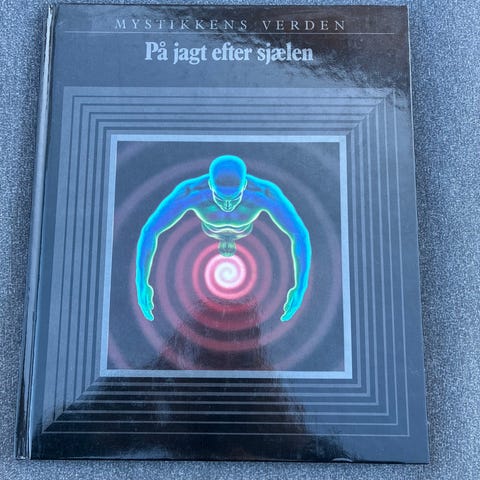 MYSTIKKENS VERDEN
På jagt efter sjælen